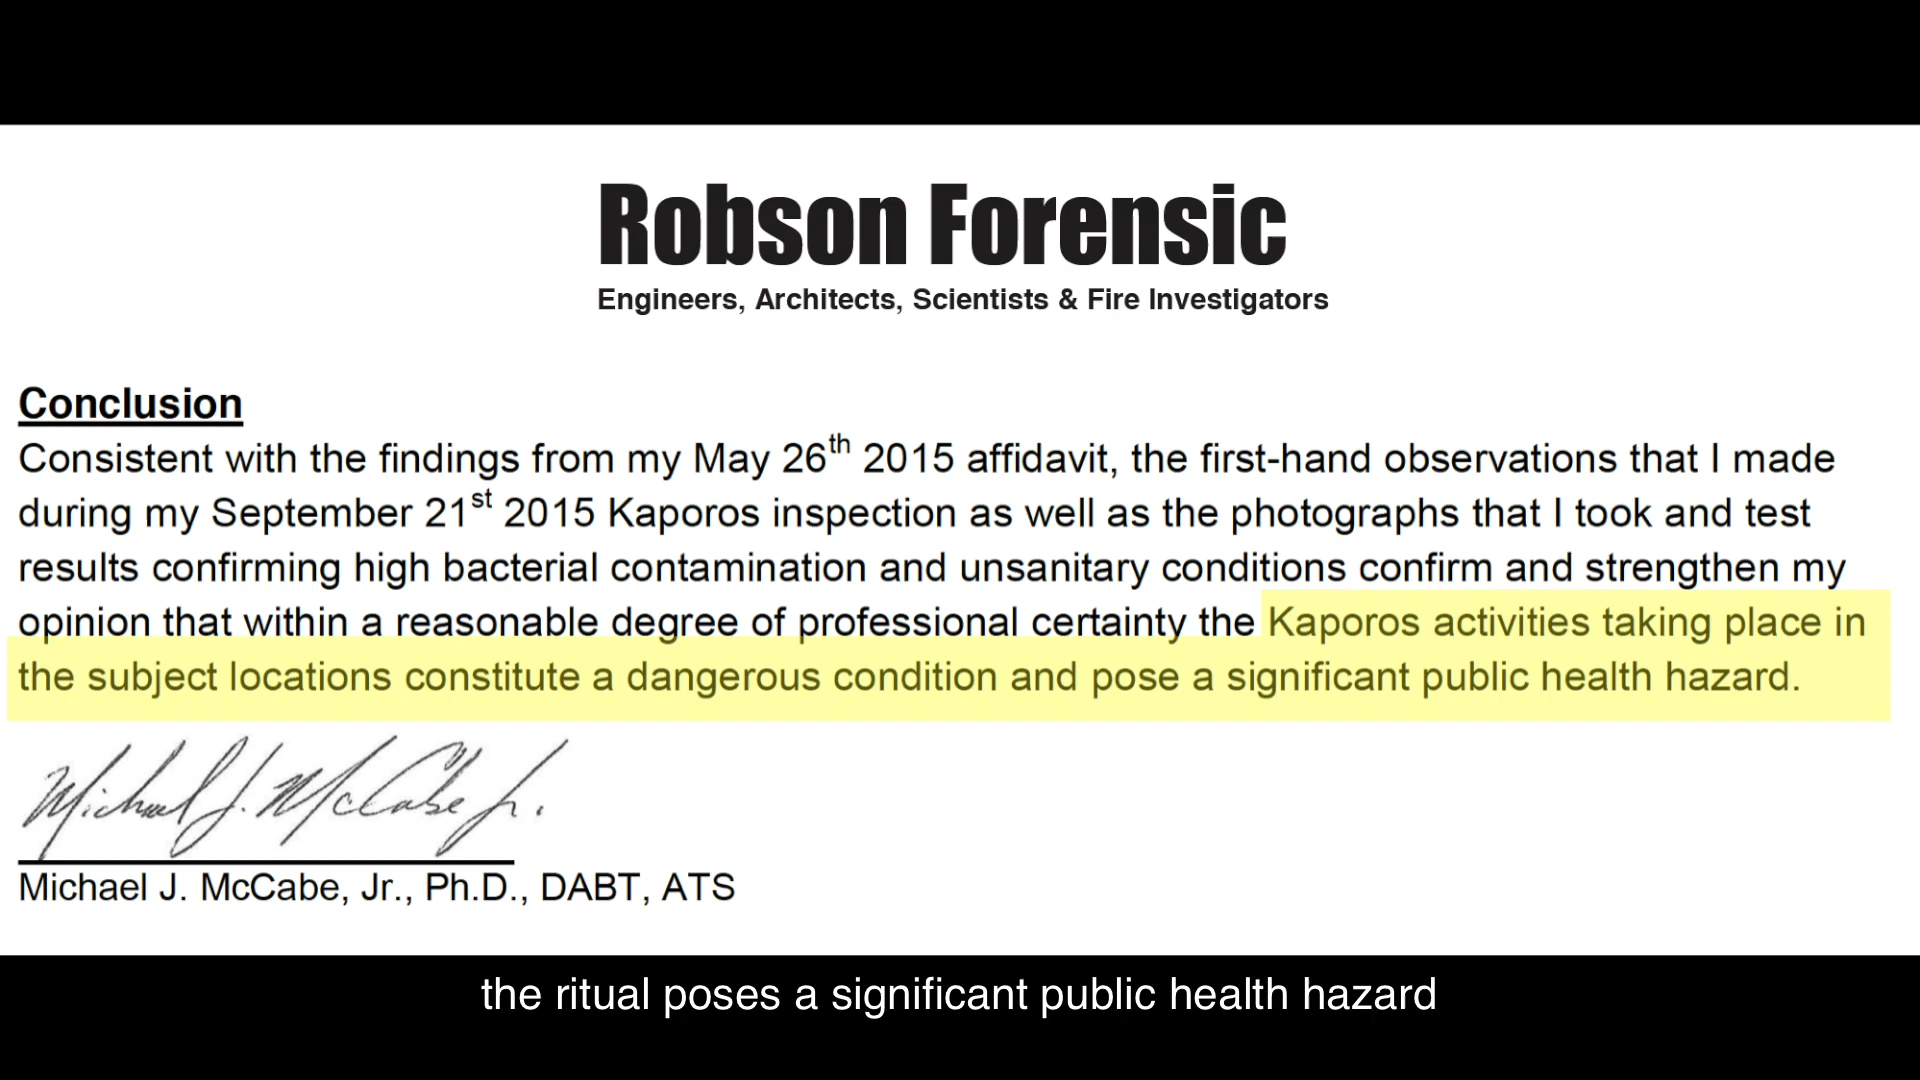 Robson Forensic
Engineers, Architects, Scientists & Fire Investigators
Conclusion
Consistent with the findings from my May 26th 2015 affidavit, the first-hand observations that I made
during my September 21st 2015 Kaporos inspection as well as the photographs that I took and test
results confirming high bacterial contamination and unsanitary conditions confirm and strengthen my
opinion that within a reasonable degree of professional certainty the Kaporos activities taking place in
the subject locations constitute a dangerous condition and pose a significant public health hazard.
Michael J. McCabe Jr.
Michael J. McCabe, Jr., Ph.D., DABT, ATS
the ritual poses a significant public health hazard